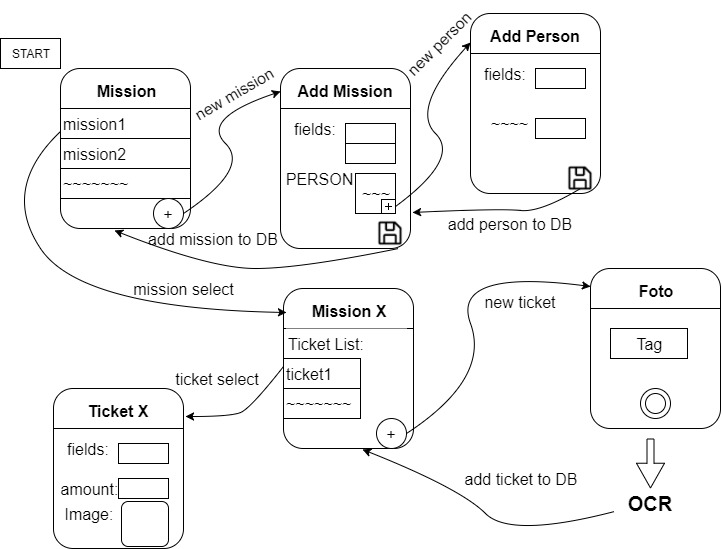 START
Mission
mission1
mission2
~~~~~~~
+
new mission
Add Mission
fields:
PERSON
~~~
+
new person
Add Person
fields:
~~~~
add person to DB
add mission to DB
mission select
Mission X
Ticket List:
ticket1
~~~~~~~
+
new ticket
Foto
Tag
OCR
add ticket to DB
ticket select
Ticket X
fields:
amount:
Image: